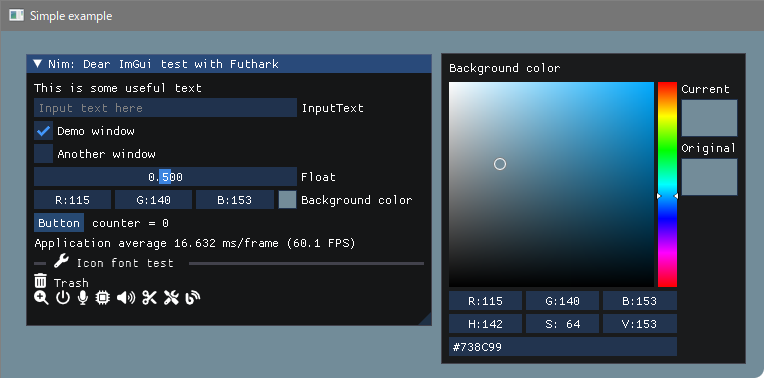 Simple example
Nim: Dear ImGui test with Futhark
This is some useful text
Input text here InputText
Demo window
Another window
0.500 Float
R:115 G:140 B:153 Background color
Button counter = 0
Application average 16.632 ms/frame (60.1 FPS)
Icon font test
Trash
Background color
Current
Original
R:115 G:140 B:153
H:142 S: 64 V:153
#738C99